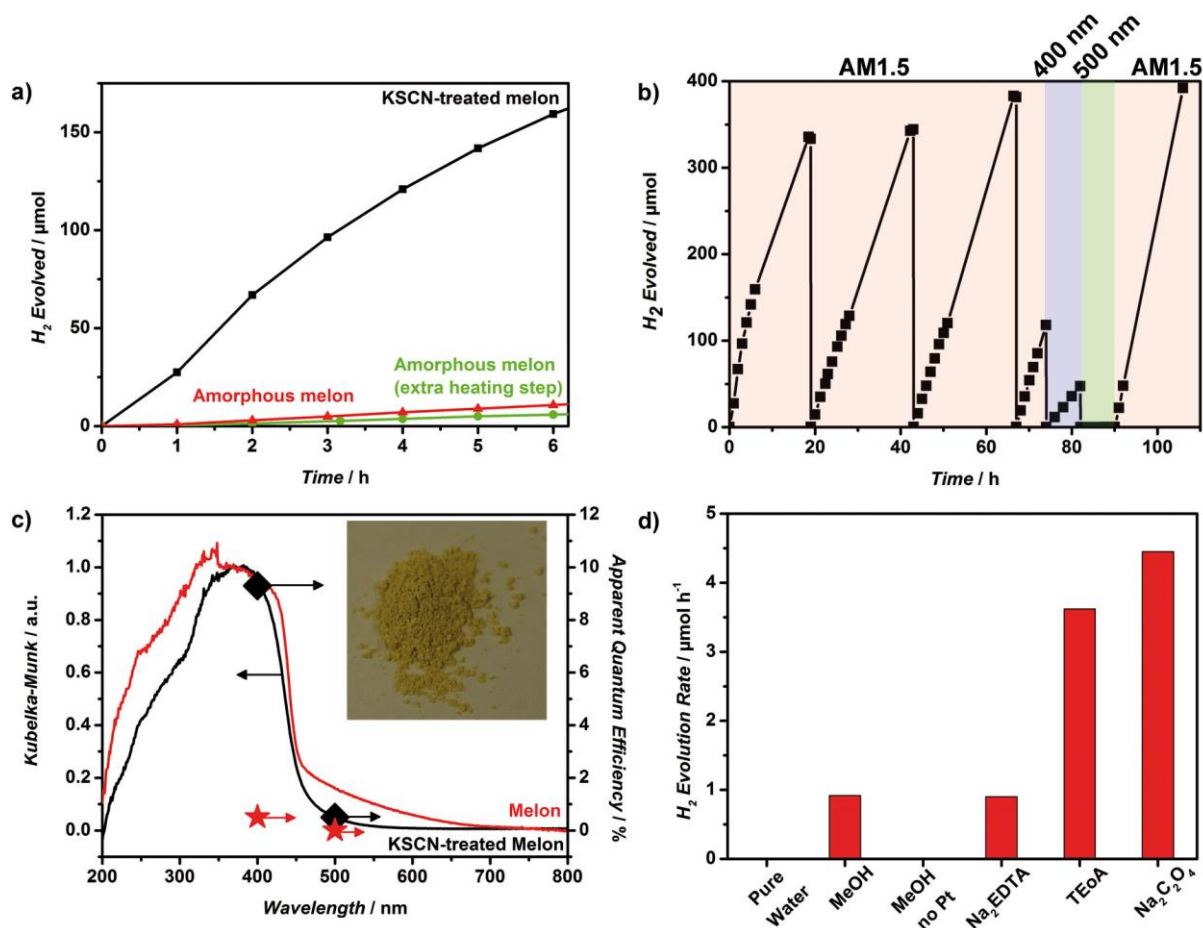 a)
KSCN-treated melon
Amorphous melon
(extra heating step)
Amorphous melon
H₂ Evolved / µmol
150
100
50
0
0 1 2 3 4 5 6
Time / h
b)
AM1.5
400 nm
500 nm
AM1.5
H₂ Evolved / µmol
400
300
200
100
0
0 20 40 60 80 100
Time / h
c)
Kubelka-Munk / a.u.
1.2
1.0
0.8
0.6
0.4
0.2
0.0
12
10
8
6
4
2
0
Apparent Quantum Efficiency / %
Melon
KSCN-treated Melon
200 300 400 500 600 700 800
Wavelength / nm
d)
H₂ Evolution Rate / µmol h⁻¹
5
4
3
2
1
0
Pure
Water
MeOH
MeOH
no Pt
Na₂EDTA
TEoA
Na₂C₂O₄